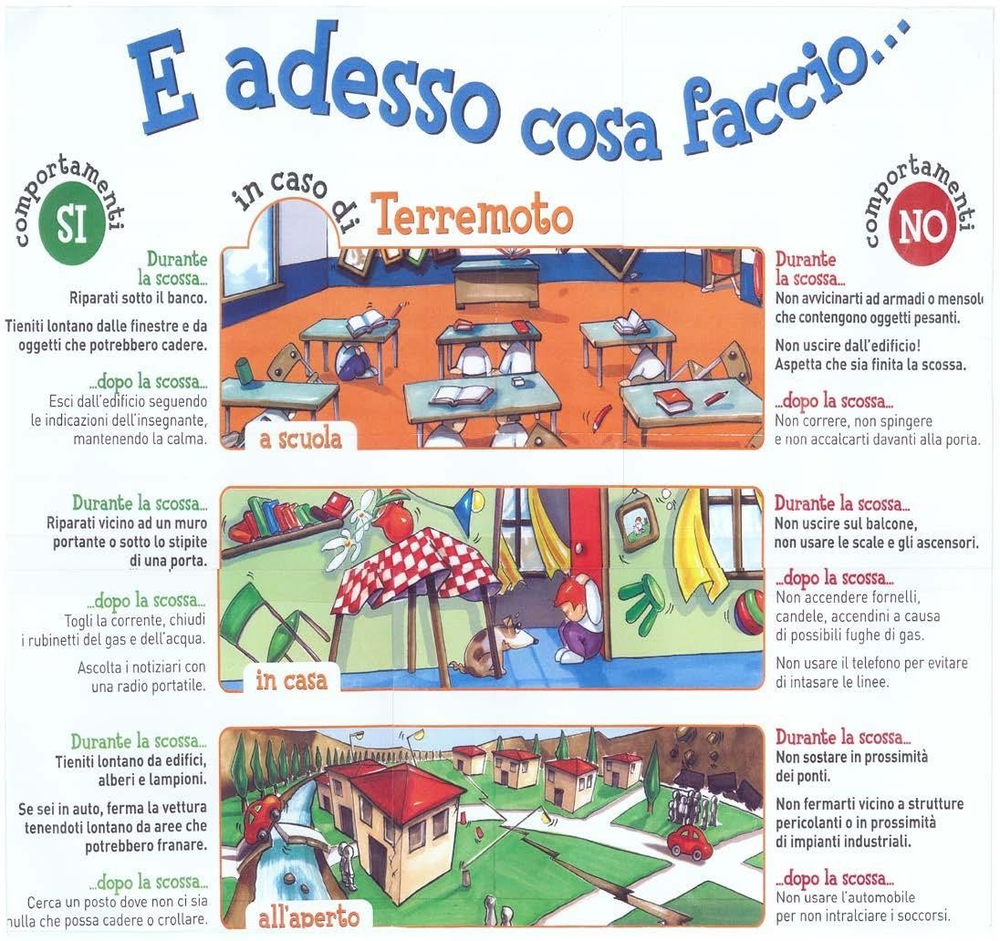 E adesso cosa faccio...
comportamenti
SI
in caso di
Terremoto
comportamenti
NO
Durante
la scossa...
Riparati sotto il banco.
Tieniti lontano dalle finestre e da
oggetti che potrebbero cadere.
...dopo la scossa...
Esci dall'edificio seguendo
le indicazioni dell'insegnante,
mantenendo la calma.
a scuola
Durante
la scossa...
Non avvicinarti ad armadi o mensole
che contengono oggetti pesanti.
Non uscire dall'edificio!
Aspetta che sia finita la scossa.
...dopo la scossa...
Non correre, non spingere
e non accalcarti davanti alla porta.
Durante la scossa...
Riparati vicino ad un muro
portante o sotto lo stipite
di una porta.
...dopo la scossa...
Togli la corrente, chiudi
i rubinetti del gas e dell'acqua.
Ascolta i notiziari con
una radio portatile.
in casa
Durante la scossa...
Non uscire sul balcone,
non usare le scale e gli ascensori.
...dopo la scossa...
Non accendere fornelli,
candele, accendini a causa
di possibili fughe di gas.
Non usare il telefono per evitare
di intasare le linee.
Durante la scossa...
Tieniti lontano da edifici,
alberi e lampioni.
Se sei in auto, ferma la vettura
tenendoti lontano da aree che
potrebbero franare.
...dopo la scossa...
Cerca un posto dove non ci sia
nulla che possa cadere o crollare.
all'aperto
Durante la scossa...
Non sostare in prossimità
dei ponti.
Non fermarti vicino a strutture
pericolanti o in prossimità
di impianti industriali.
...dopo la scossa...
Non usare l'automobile
per non intralciare i soccorsi.